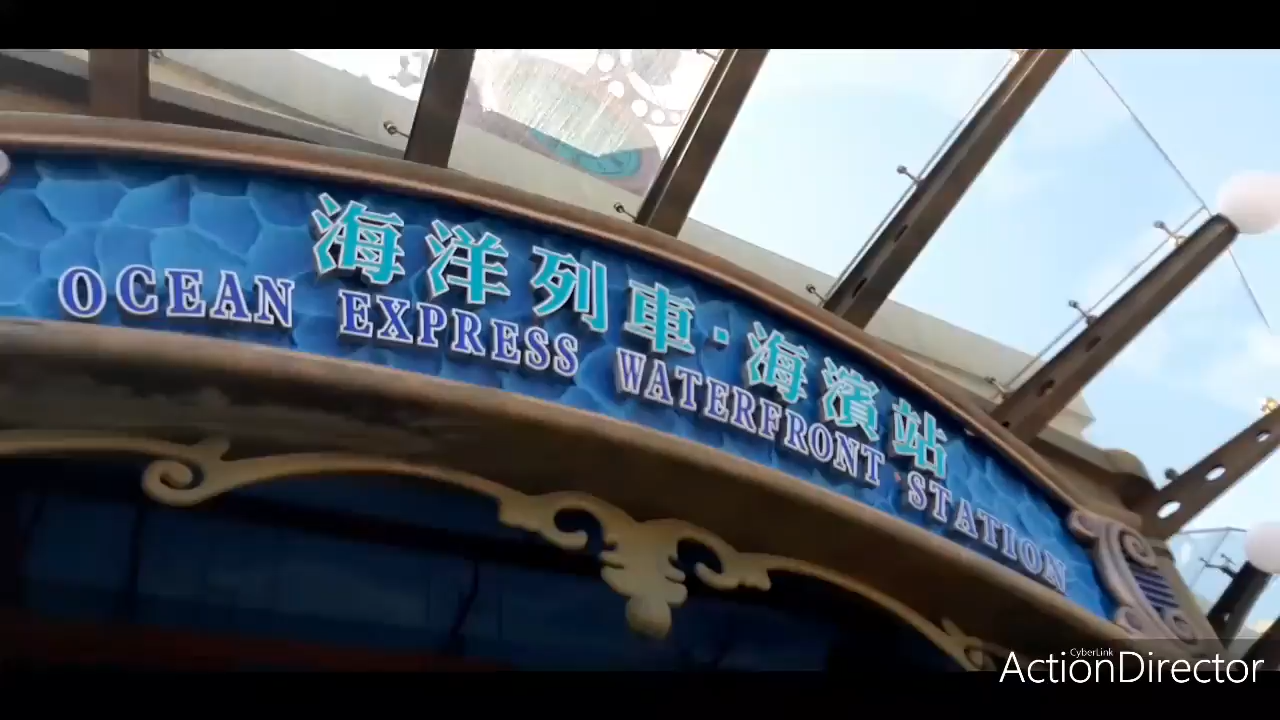 海洋列車·海濱站
OCEAN EXPRESS WATERFRONT STATION
CyberLink
ActionDirector